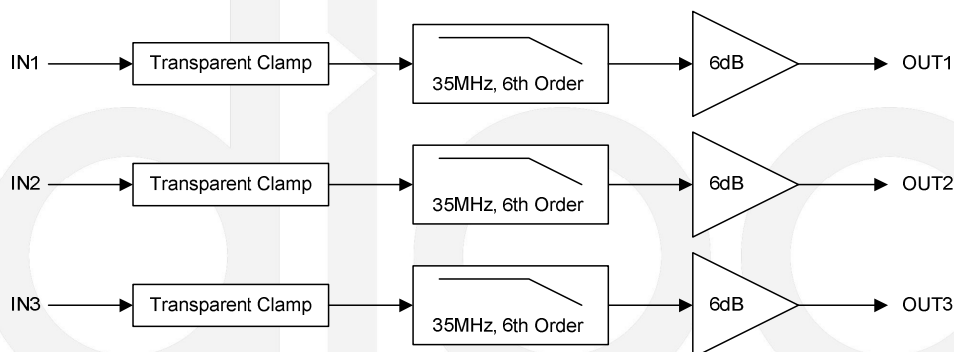 IN1 Transparent Clamp 35MHz, 6th Order 6dB OUT1
IN2 Transparent Clamp 35MHz, 6th Order 6dB OUT2
IN3 Transparent Clamp 35MHz, 6th Order 6dB OUT3